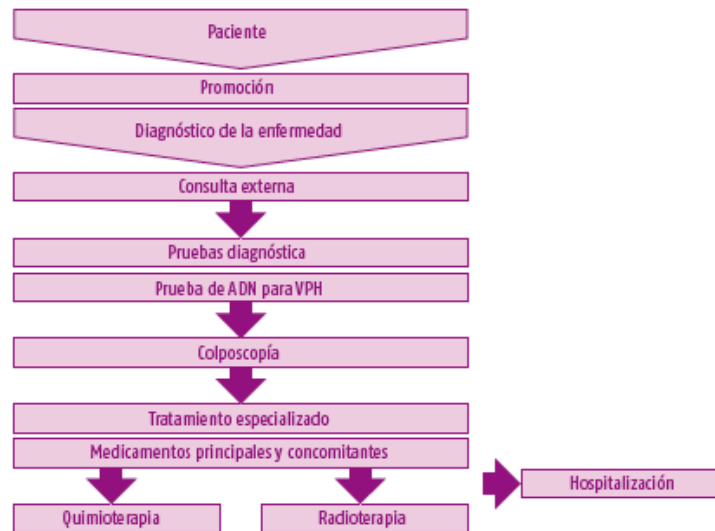 Paciente
Promoción
Diagnóstico de la enfermedad
Consulta externa
Pruebas diagnóstica
Prueba de ADN para VPH
Colposcopía
Tratamiento especializado
Medicamentos principales y concomitantes
Hospitalización
Quimioterapia
Radioterapia